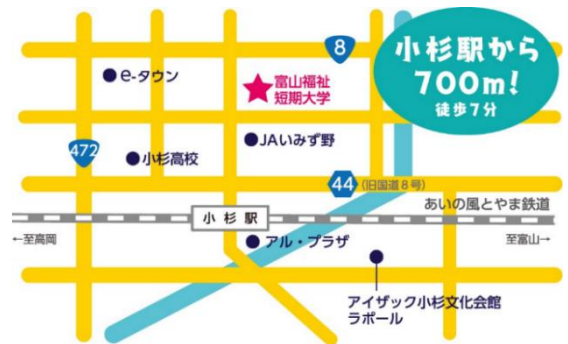 8
小杉駅から
700m!
徒歩7分
e-タウン
富山福祉
短期大学
472
小杉高校
JAいみず野
44
(旧国道8号)
あいの風とやま鉄道
小杉駅
←至高岡
アル・プラザ
至富山→
アイザック小杉文化会館
ラポール